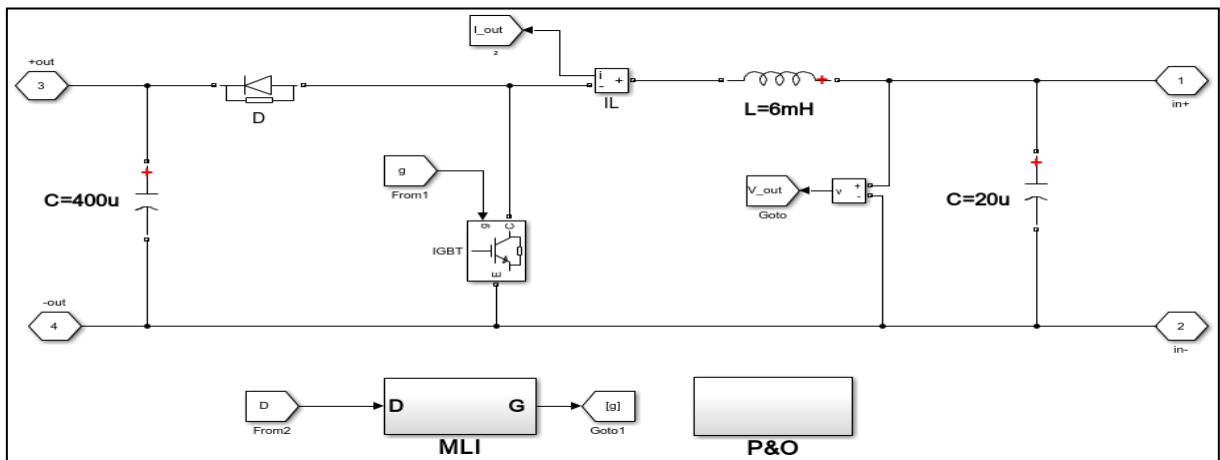 I_out
2
+out
3
i
+
-
IL
1
in+
D
L=6mH
g
From1
C=400u
V_out
Goto
v
+
-
C=20u
g
C
IGBT
E
-out
4
2
in-
D
From2
D
G
MLI
[g]
Goto1
P&O